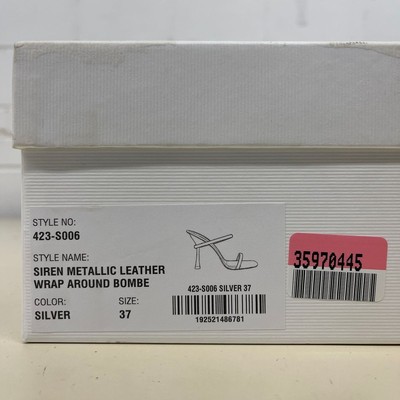 STYLE NO:
423-S006
STYLE NAME:
SIREN METALLIC LEATHER
WRAP AROUND BOMBE
COLOR: SIZE:
SILVER 37
423-S006 SILVER 37
192521486781
35970445